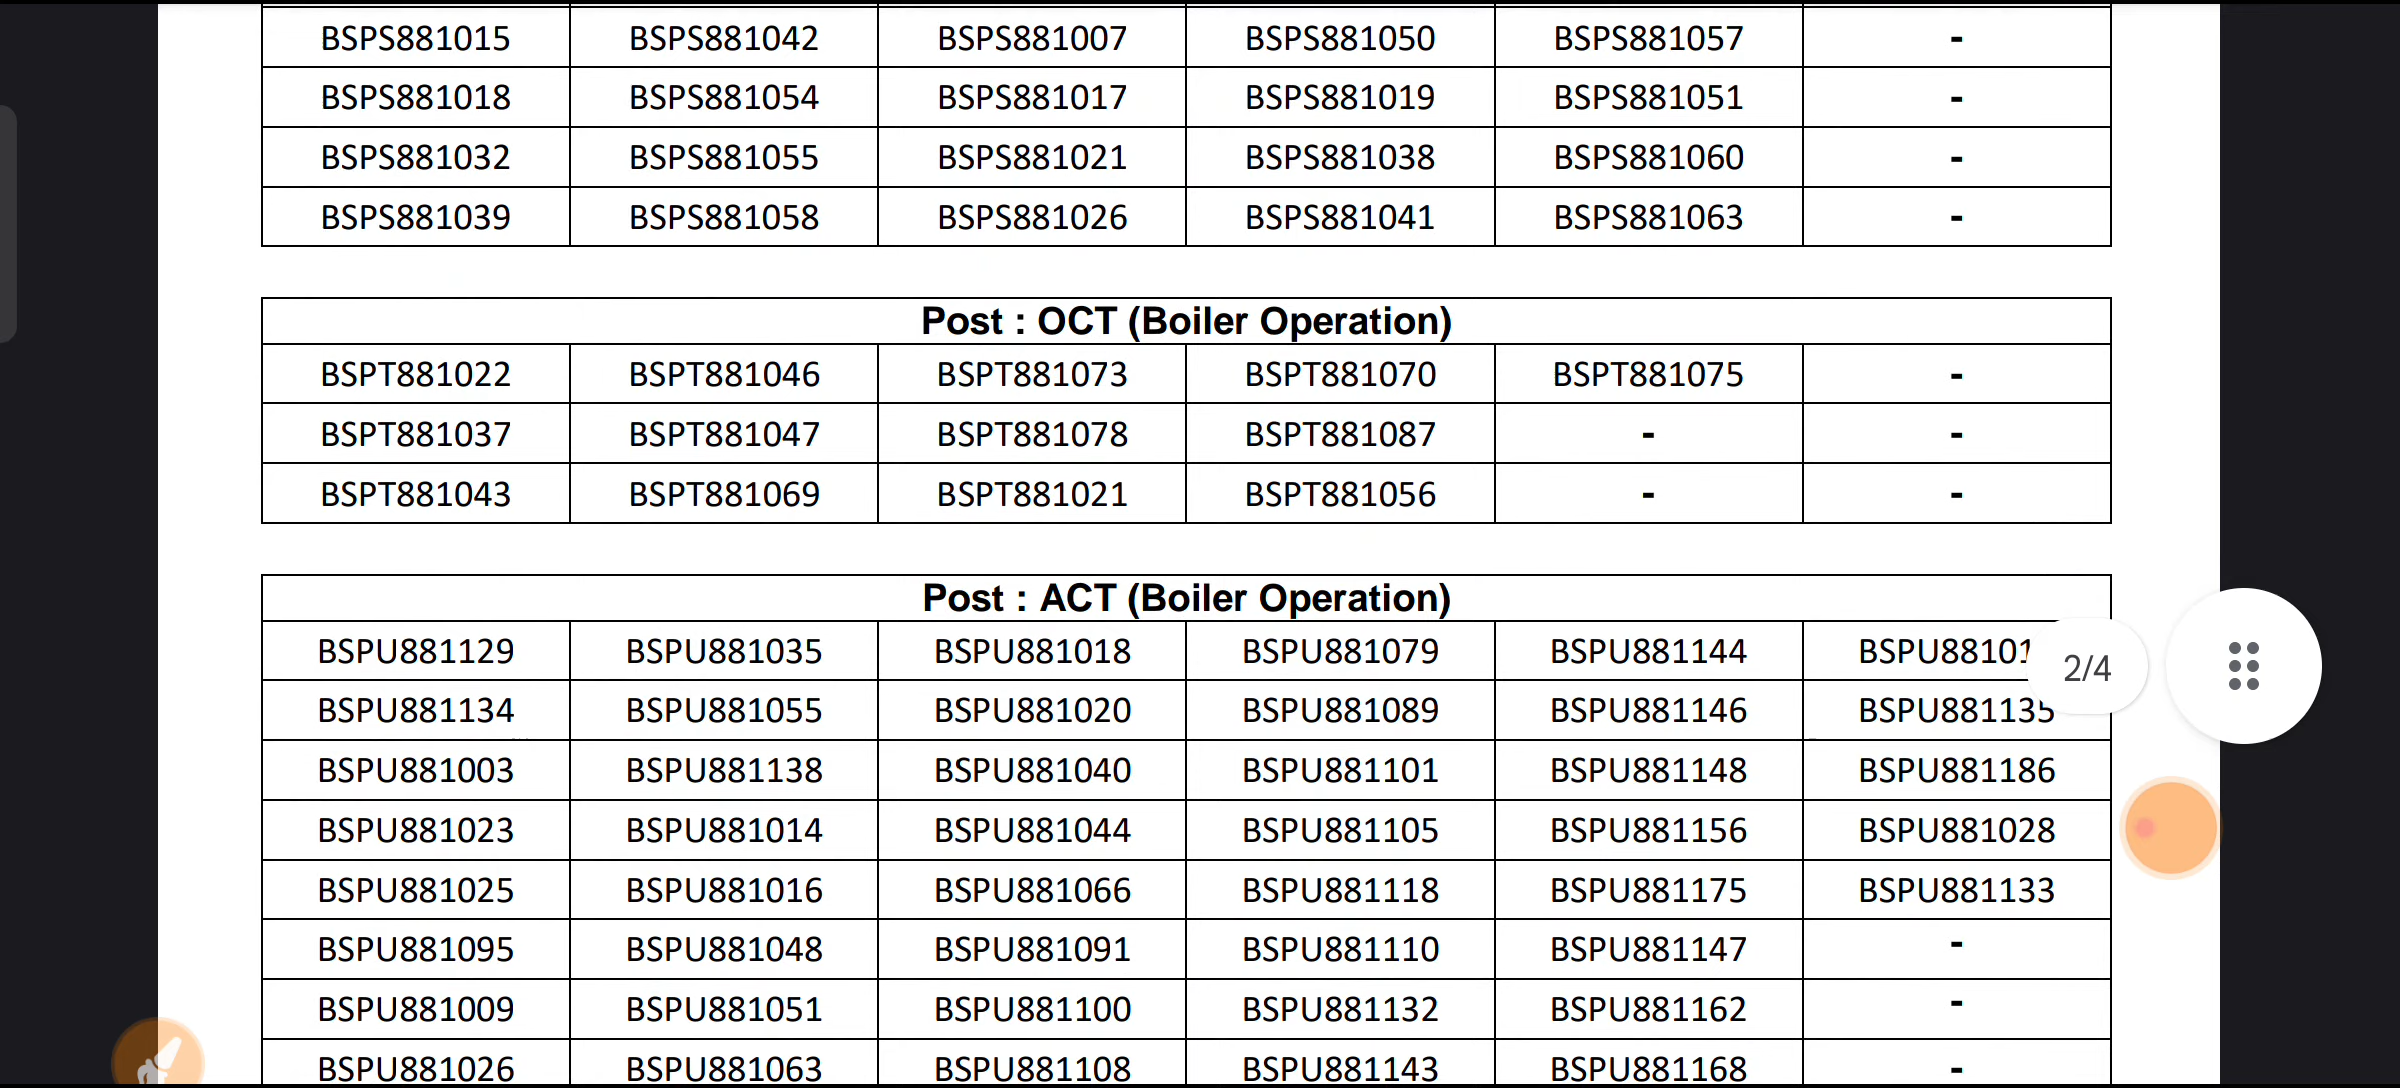 BSPS881015 BSPS881042 BSPS881007 BSPS881050 BSPS881057 -
BSPS881018 BSPS881054 BSPS881017 BSPS881019 BSPS881051 -
BSPS881032 BSPS881055 BSPS881021 BSPS881038 BSPS881060 -
BSPS881039 BSPS881058 BSPS881026 BSPS881041 BSPS881063 -
Post : OCT (Boiler Operation)
BSPT881022 BSPT881046 BSPT881073 BSPT881070 BSPT881075 -
BSPT881037 BSPT881047 BSPT881078 BSPT881087 - -
BSPT881043 BSPT881069 BSPT881021 BSPT881056 - -
Post : ACT (Boiler Operation)
BSPU881129 BSPU881035 BSPU881018 BSPU881079 BSPU881144
2/4
BSPU881134 BSPU881055 BSPU881020 BSPU881089 BSPU881146 BSPU881135
BSPU881003 BSPU881138 BSPU881040 BSPU881101 BSPU881148 BSPU881186
BSPU881023 BSPU881014 BSPU881044 BSPU881105 BSPU881156 BSPU881028
BSPU881025 BSPU881016 BSPU881066 BSPU881118 BSPU881175 BSPU881133
BSPU881095 BSPU881048 BSPU881091 BSPU881110 BSPU881147 -
BSPU881009 BSPU881051 BSPU881100 BSPU881132 BSPU881162 -
BSPU881026 BSPU881063 BSPU881108 BSPU881143 BSPU881168 -